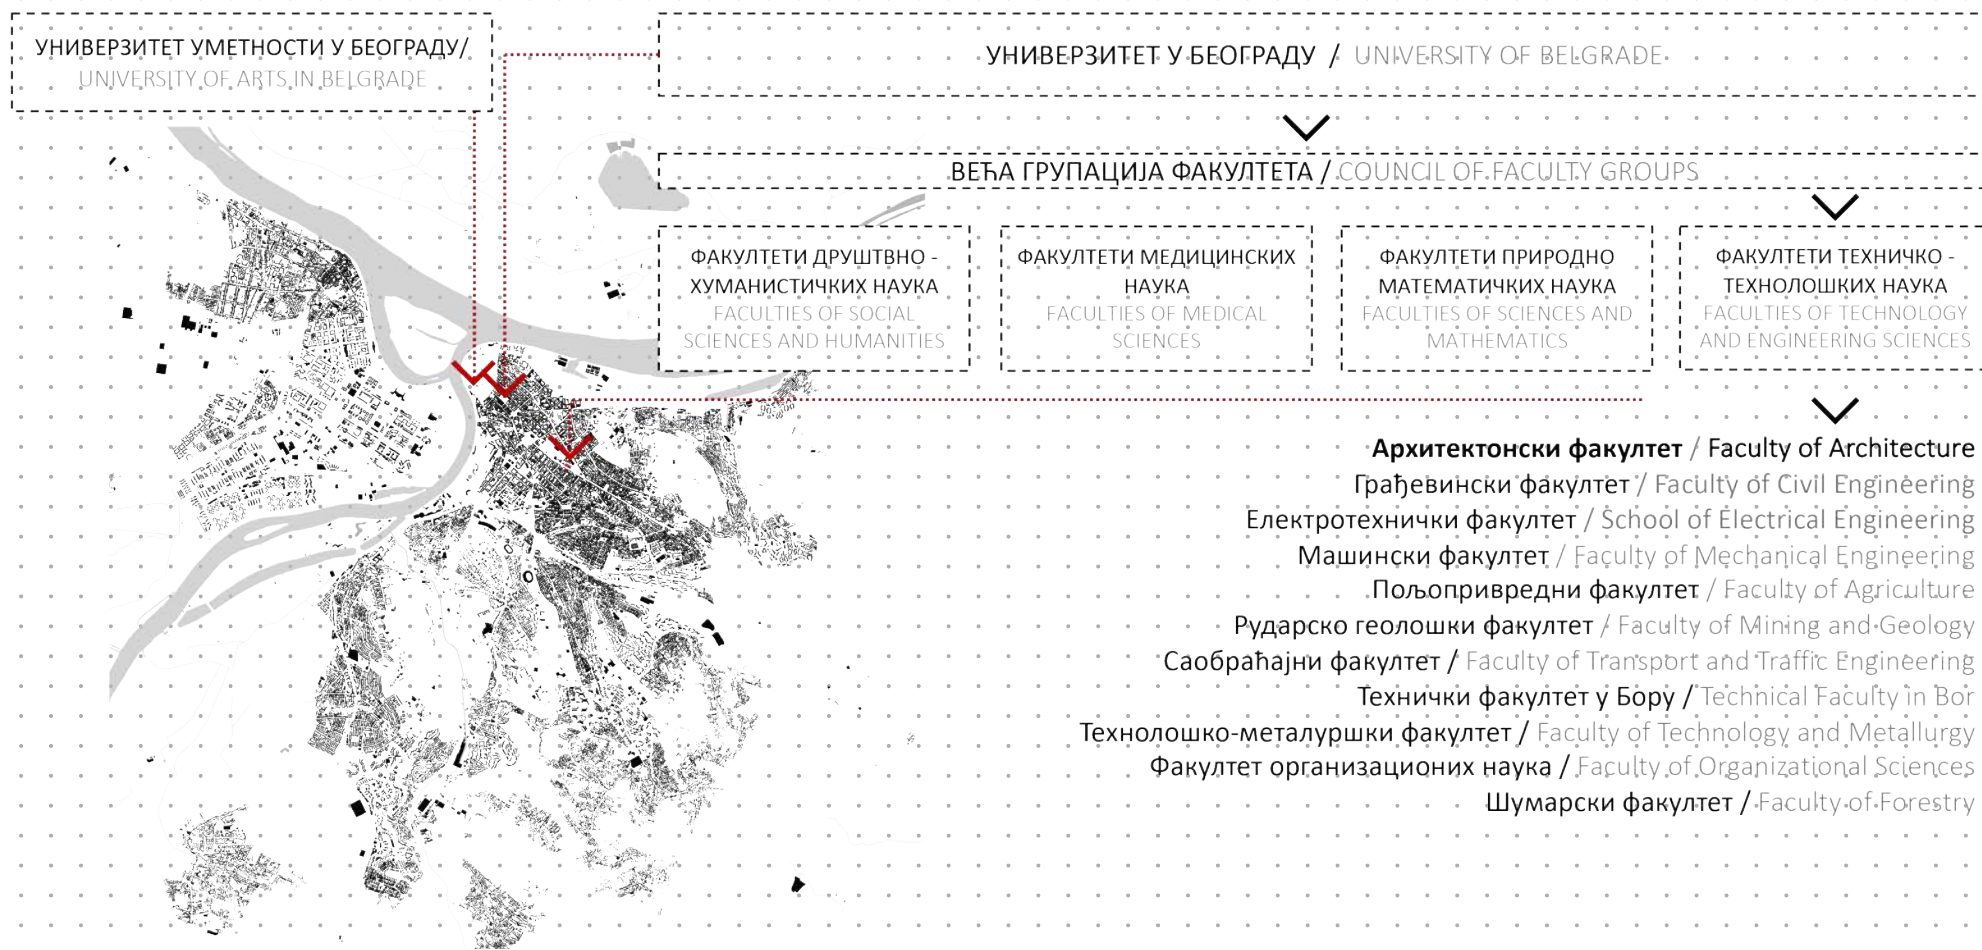 УНИВЕРЗИТЕТ УМЕТНОСТИ У БЕОГРАДУ/
UNIVERSITY OF ARTS IN BELGRADE
УНИВЕРЗИТЕТ У БЕОГРАДУ / UNIVERSITY OF BELGRADE
ВЕЋА ГРУПАЦИЈА ФАКУЛТЕТА / COUNCIL OF FACULTY GROUPS
ФАКУЛТЕТИ ДРУШТВНО -
ХУМАНИСТИЧКИХ НАУКА
FACULTIES OF SOCIAL
SCIENCES AND HUMANITIES
ФАКУЛТЕТИ МЕДИЦИНСКИХ
НАУКА
FACULTIES OF MEDICAL
SCIENCES
ФАКУЛТЕТИ ПРИРОДНО
МАТЕМАТИЧКИХ НАУКА
FACULTIES OF SCIENCES AND
MATHEMATICS
ФАКУЛТЕТИ ТЕХНИЧКО -
ТЕХНОЛОШКИХ НАУКА
FACULTIES OF TECHNOLOGY
AND ENGINEERING SCIENCES
Архитектонски факултет / Faculty of Architecture
Грађевински факултет / Faculty of Civil Engineering
Електротехнички факултет / School of Electrical Engineering
Машински факултет / Faculty of Mechanical Engineering
Пољопривредни факултет / Faculty of Agriculture
Рударско геолошки факултет / Faculty of Mining and Geology
Саобраћајни факултет / Faculty of Transport and Traffic Engineering
Технички факултет у Бору / Technical Faculty in Bor
Технолошко-металуршки факултет / Faculty of Technology and Metallurgy
Факултет организационих наука / Faculty of Organizational Sciences
Шумарски факултет / Faculty of Forestry